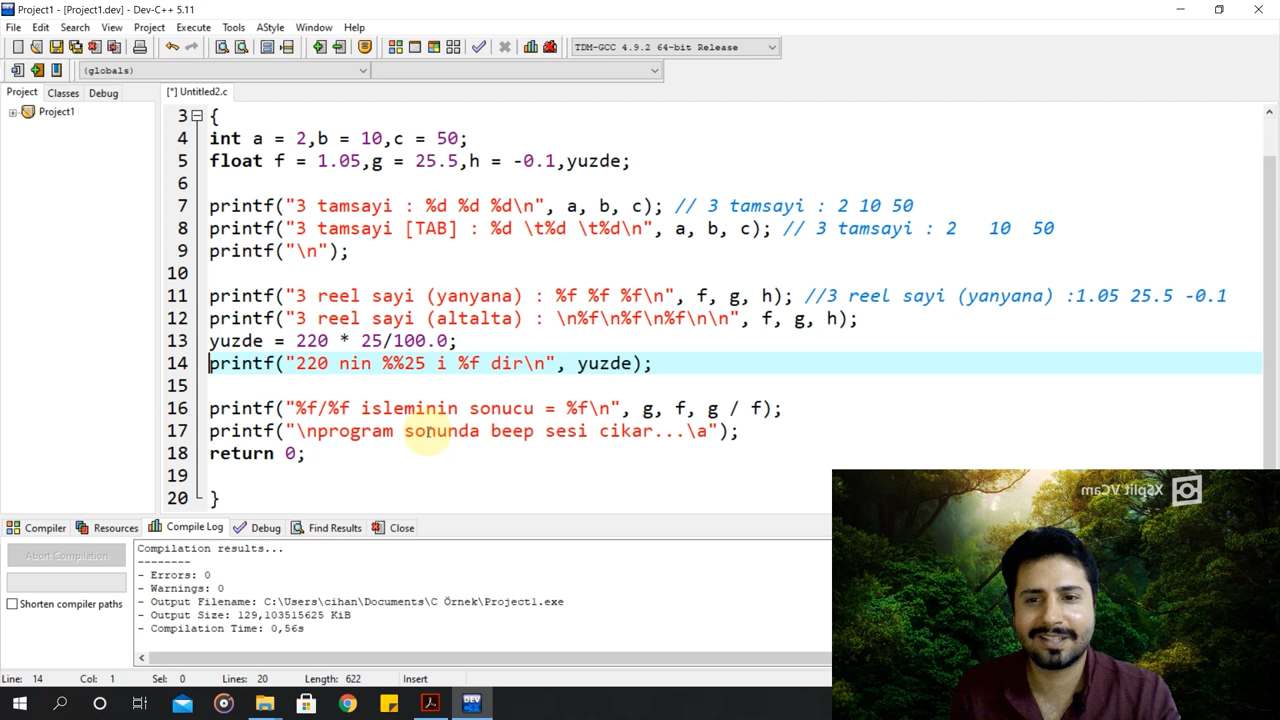 Project1 - [Project1.dev] - Dev-C++ 5.11
File Edit Search View Project Execute Tools AStyle Window Help
TDM-GCC 4.9.2 64-bit Release
(globals)
Project Classes Debug
[*] Untitled2.c
Project1
3 {
4 int a = 2,b = 10,c = 50;
5 float f = 1.05,g = 25.5,h = -0.1,yuzde;
6
7 printf("3 tamsayi : %d %d %d\n", a, b, c); // 3 tamsayi : 2 10 50
8 printf("3 tamsayi [TAB] : %d \t%d \t%d\n", a, b, c); // 3 tamsayi : 2 10 50
9 printf("\n");
10
11 printf("3 reel sayi (yanyana) : %f %f %f\n", f, g, h); //3 reel sayi (yanyana) :1.05 25.5 -0.1
12 printf("3 reel sayi (altalta) : \n%f\n%f\n%f\n\n", f, g, h);
13 yuzde = 220 * 25/100.0;
14 printf("220 nin %%25 i %f dir\n", yuzde);
15
16 printf("%f/%f isleminin sonucu = %f\n", g, f, g / f);
17 printf("\nprogram sonunda beep sesi cikar...\a");
18 return 0;
19
20 }
XSplit VCam
Compiler Resources Compile Log Debug Find Results Close
Abort Compilation
Shorten compiler paths
Compilation results...
--------
- Errors: 0
- Warnings: 0
- Output Filename: C:\Users\cihan\Documents\C Örnek\Project1.exe
- Output Size: 129,103515625 KiB
- Compilation Time: 0,56s
Line: 14 Col: 1 Sel: 0 Lines: 20 Length: 622 Insert
DEV